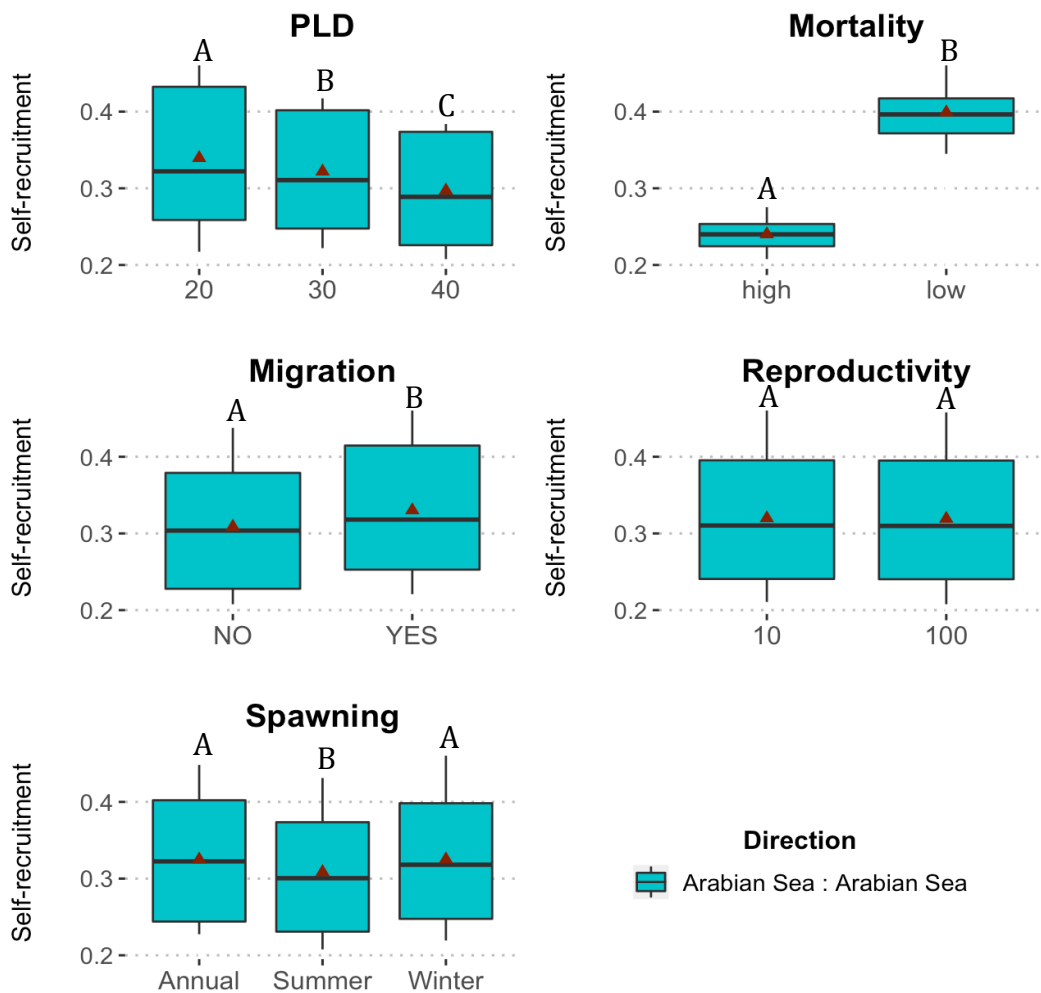 PLD
A
B
C
Self-recruitment
0.4
0.3
0.2
20 30 40
Mortality
B
A
Self-recruitment
0.4
0.3
0.2
high low
Migration
A B
Self-recruitment
0.4
0.3
0.2
NO YES
Reproductivity
A A
Self-recruitment
0.4
0.3
0.2
10 100
Spawning
A B A
Self-recruitment
0.4
0.3
0.2
Annual Summer Winter
Direction
Arabian Sea : Arabian Sea